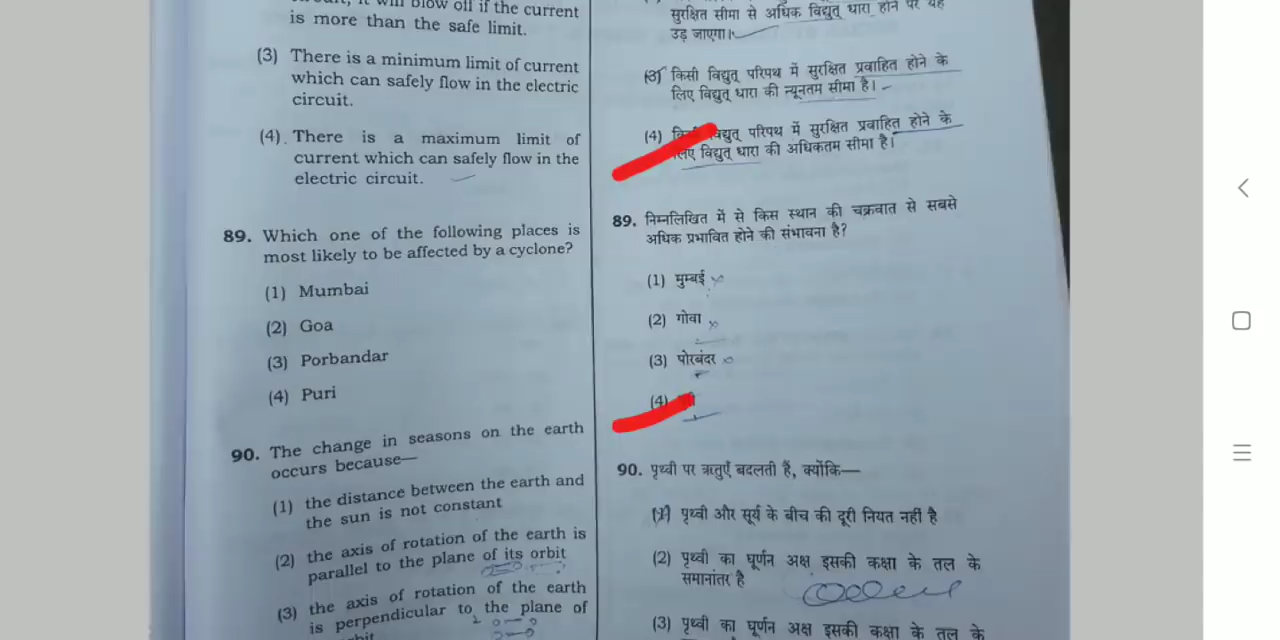 it will blow off if the current
is more than the safe limit.
(3) There is a minimum limit of current
which can safely flow in the electric
circuit.
(4) There is a maximum limit of
current which can safely flow in the
electric circuit.
89. Which one of the following places is
most likely to be affected by a cyclone?
(1) Mumbai
(2) Goa
(3) Porbandar
(4) Puri
90. The change in seasons on the earth
occurs because—
(1) the distance between the earth and
the sun is not constant
(2) the axis of rotation of the earth is
parallel to the plane of its orbit
(3) the axis of rotation of the earth
is perpendicular to the plane of
सुरक्षित सीमा से अधिक विद्युत् धारा होने पर यह
उड़ जाएगा।
(3) किसी विद्युत् परिपथ में सुरक्षित प्रवाहित होने के
लिए विद्युत् धारा की न्यूनतम सीमा है।
(4) विद्युत् परिपथ में सुरक्षित प्रवाहित होने के
लिए विद्युत् धारा की अधिकतम सीमा है।
89. निम्नलिखित में से किस स्थान की चक्रवात से सबसे
अधिक प्रभावित होने की संभावना है?
(1) मुम्बई
(2) गोवा
(3) पोरबंदर
(4)
90. पृथ्वी पर ऋतुएँ बदलती हैं, क्योंकि—
(1) पृथ्वी और सूर्य के बीच की दूरी नियत नहीं है
(2) पृथ्वी का घूर्णन अक्ष इसकी कक्षा के तल के
समानांतर है
(3) पृथ्वी का घूर्णन अक्ष इसकी कक्षा के तल के